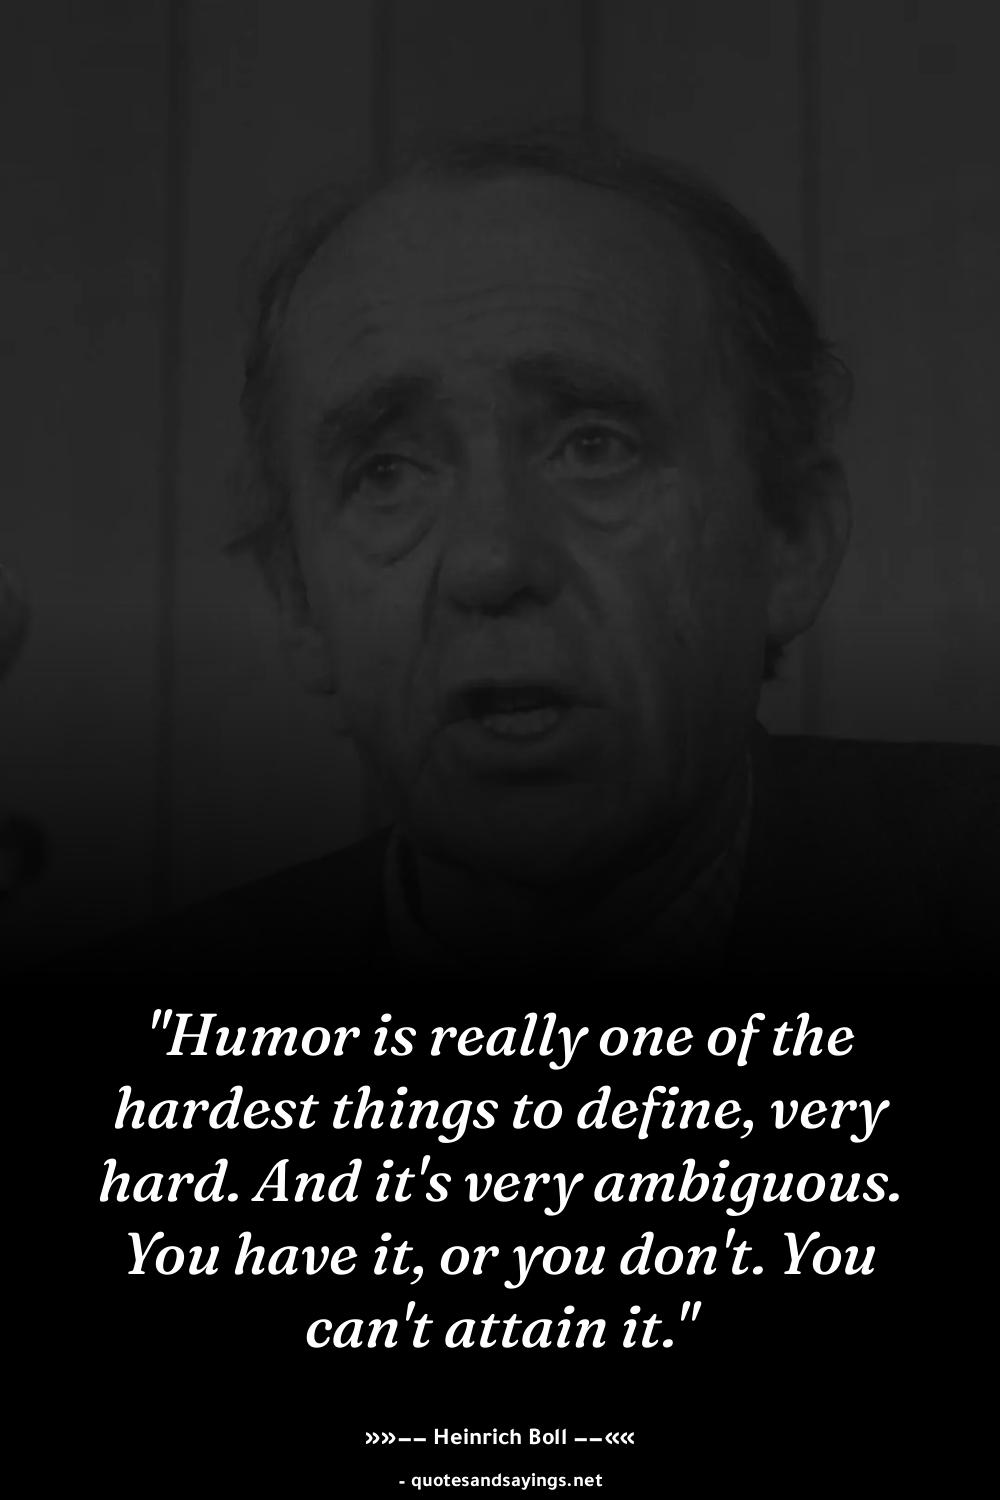 "Humor is really one of the
hardest things to define, very
hard. And it's very ambiguous.
You have it, or you don't. You
can't attain it."
»»–– Heinrich Boll ––««
- quotesandsayings.net